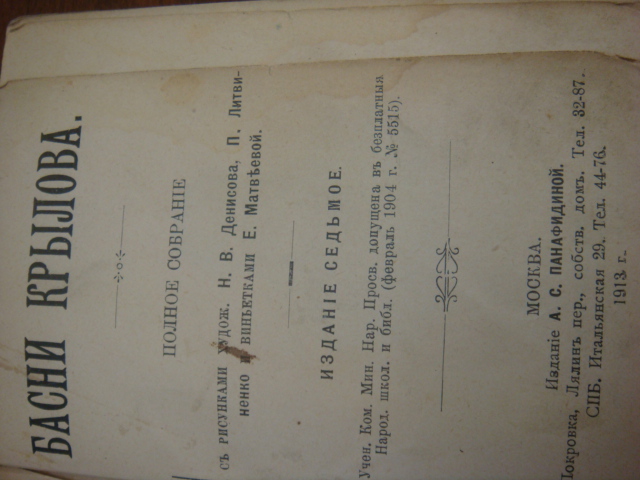 БАСНИ КРЫЛОВА.
ПОЛНОЕ СОБРАНІЕ
съ рисунками худож. Н. В. Денисова, П. Литви-
ненко и виньетками Е. Матвѣевой.
ИЗДАНІЕ СЕДЬМОЕ.
Учен. Ком. Мин. Нар. Просв. допущена въ безплатныя
Народ. школ. и библ. (февраль 1904 г. № 5515).
МОСКВА.
Изданіе А. С. ПАНАФИДИНОЙ.
Покровка, Лялинъ пер., собств. домъ. Тел. 32-87.
СПБ. Итальянская 29. Тел. 44-76.
1913 г.